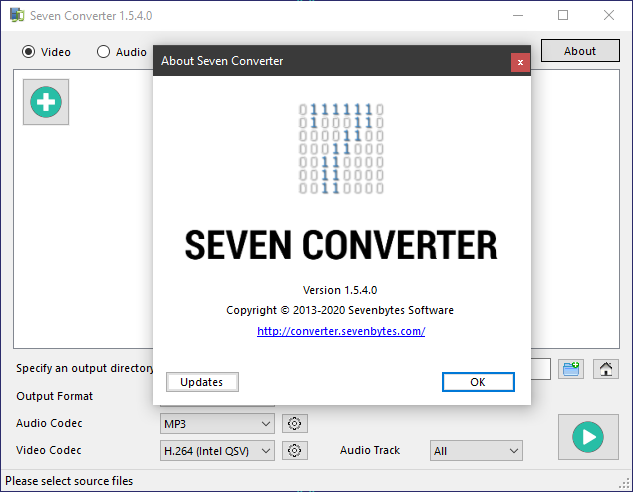 Seven Converter 1.5.4.0
Video
Audio
About
About Seven Converter
x
01111110
01000110
00001100
00011000
00110000
00110000
00110000
SEVEN CONVERTER
Version 1.5.4.0
Copyright © 2013-2020 Sevenbytes Software
http://converter.sevenbytes.com/
Updates
OK
Specify an output directory
Output Format
Audio Codec
MP3
Video Codec
H.264 (Intel QSV)
Audio Track
All
Please select source files